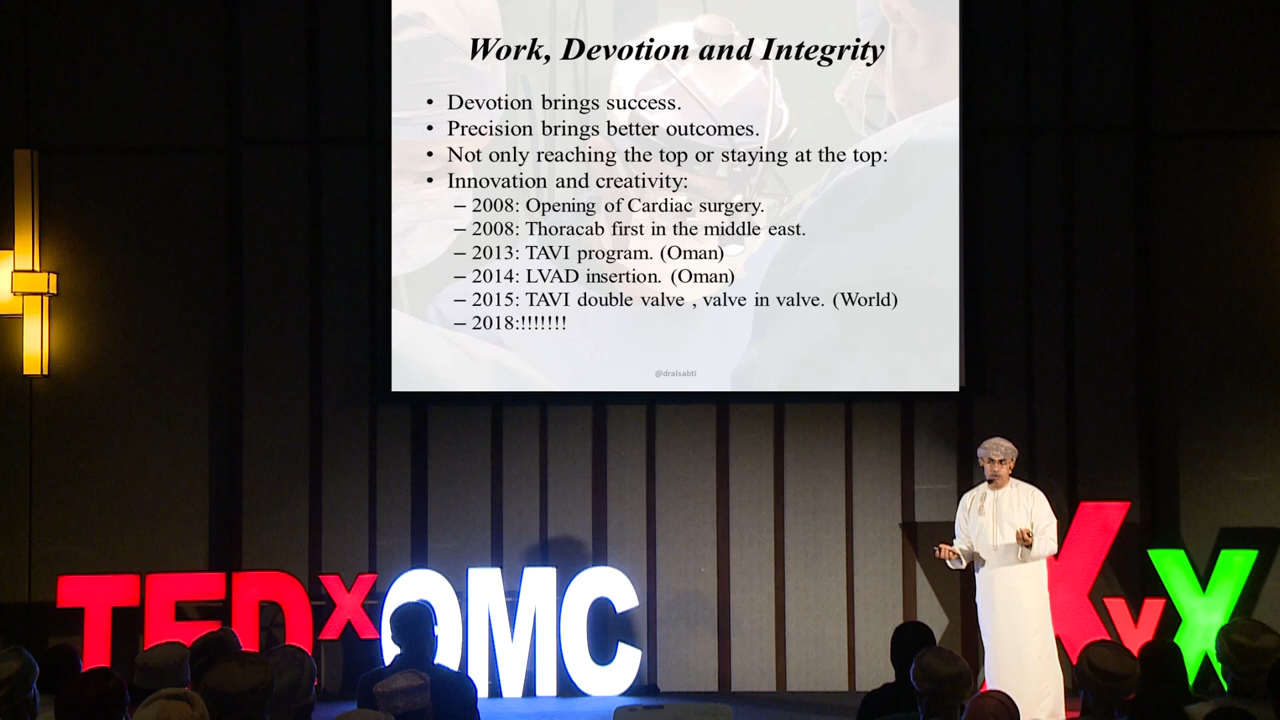 Work, Devotion and Integrity
• Devotion brings success.
• Precision brings better outcomes.
• Not only reaching the top or staying at the top:
• Innovation and creativity:
– 2008: Opening of Cardiac surgery.
– 2008: Thoracab first in the middle east.
– 2013: TAVI program. (Oman)
– 2014: LVAD insertion. (Oman)
– 2015: TAVI double valve , valve in valve. (World)
– 2018:!!!!!!!
@dralsabti
TEDxOMC
X v X